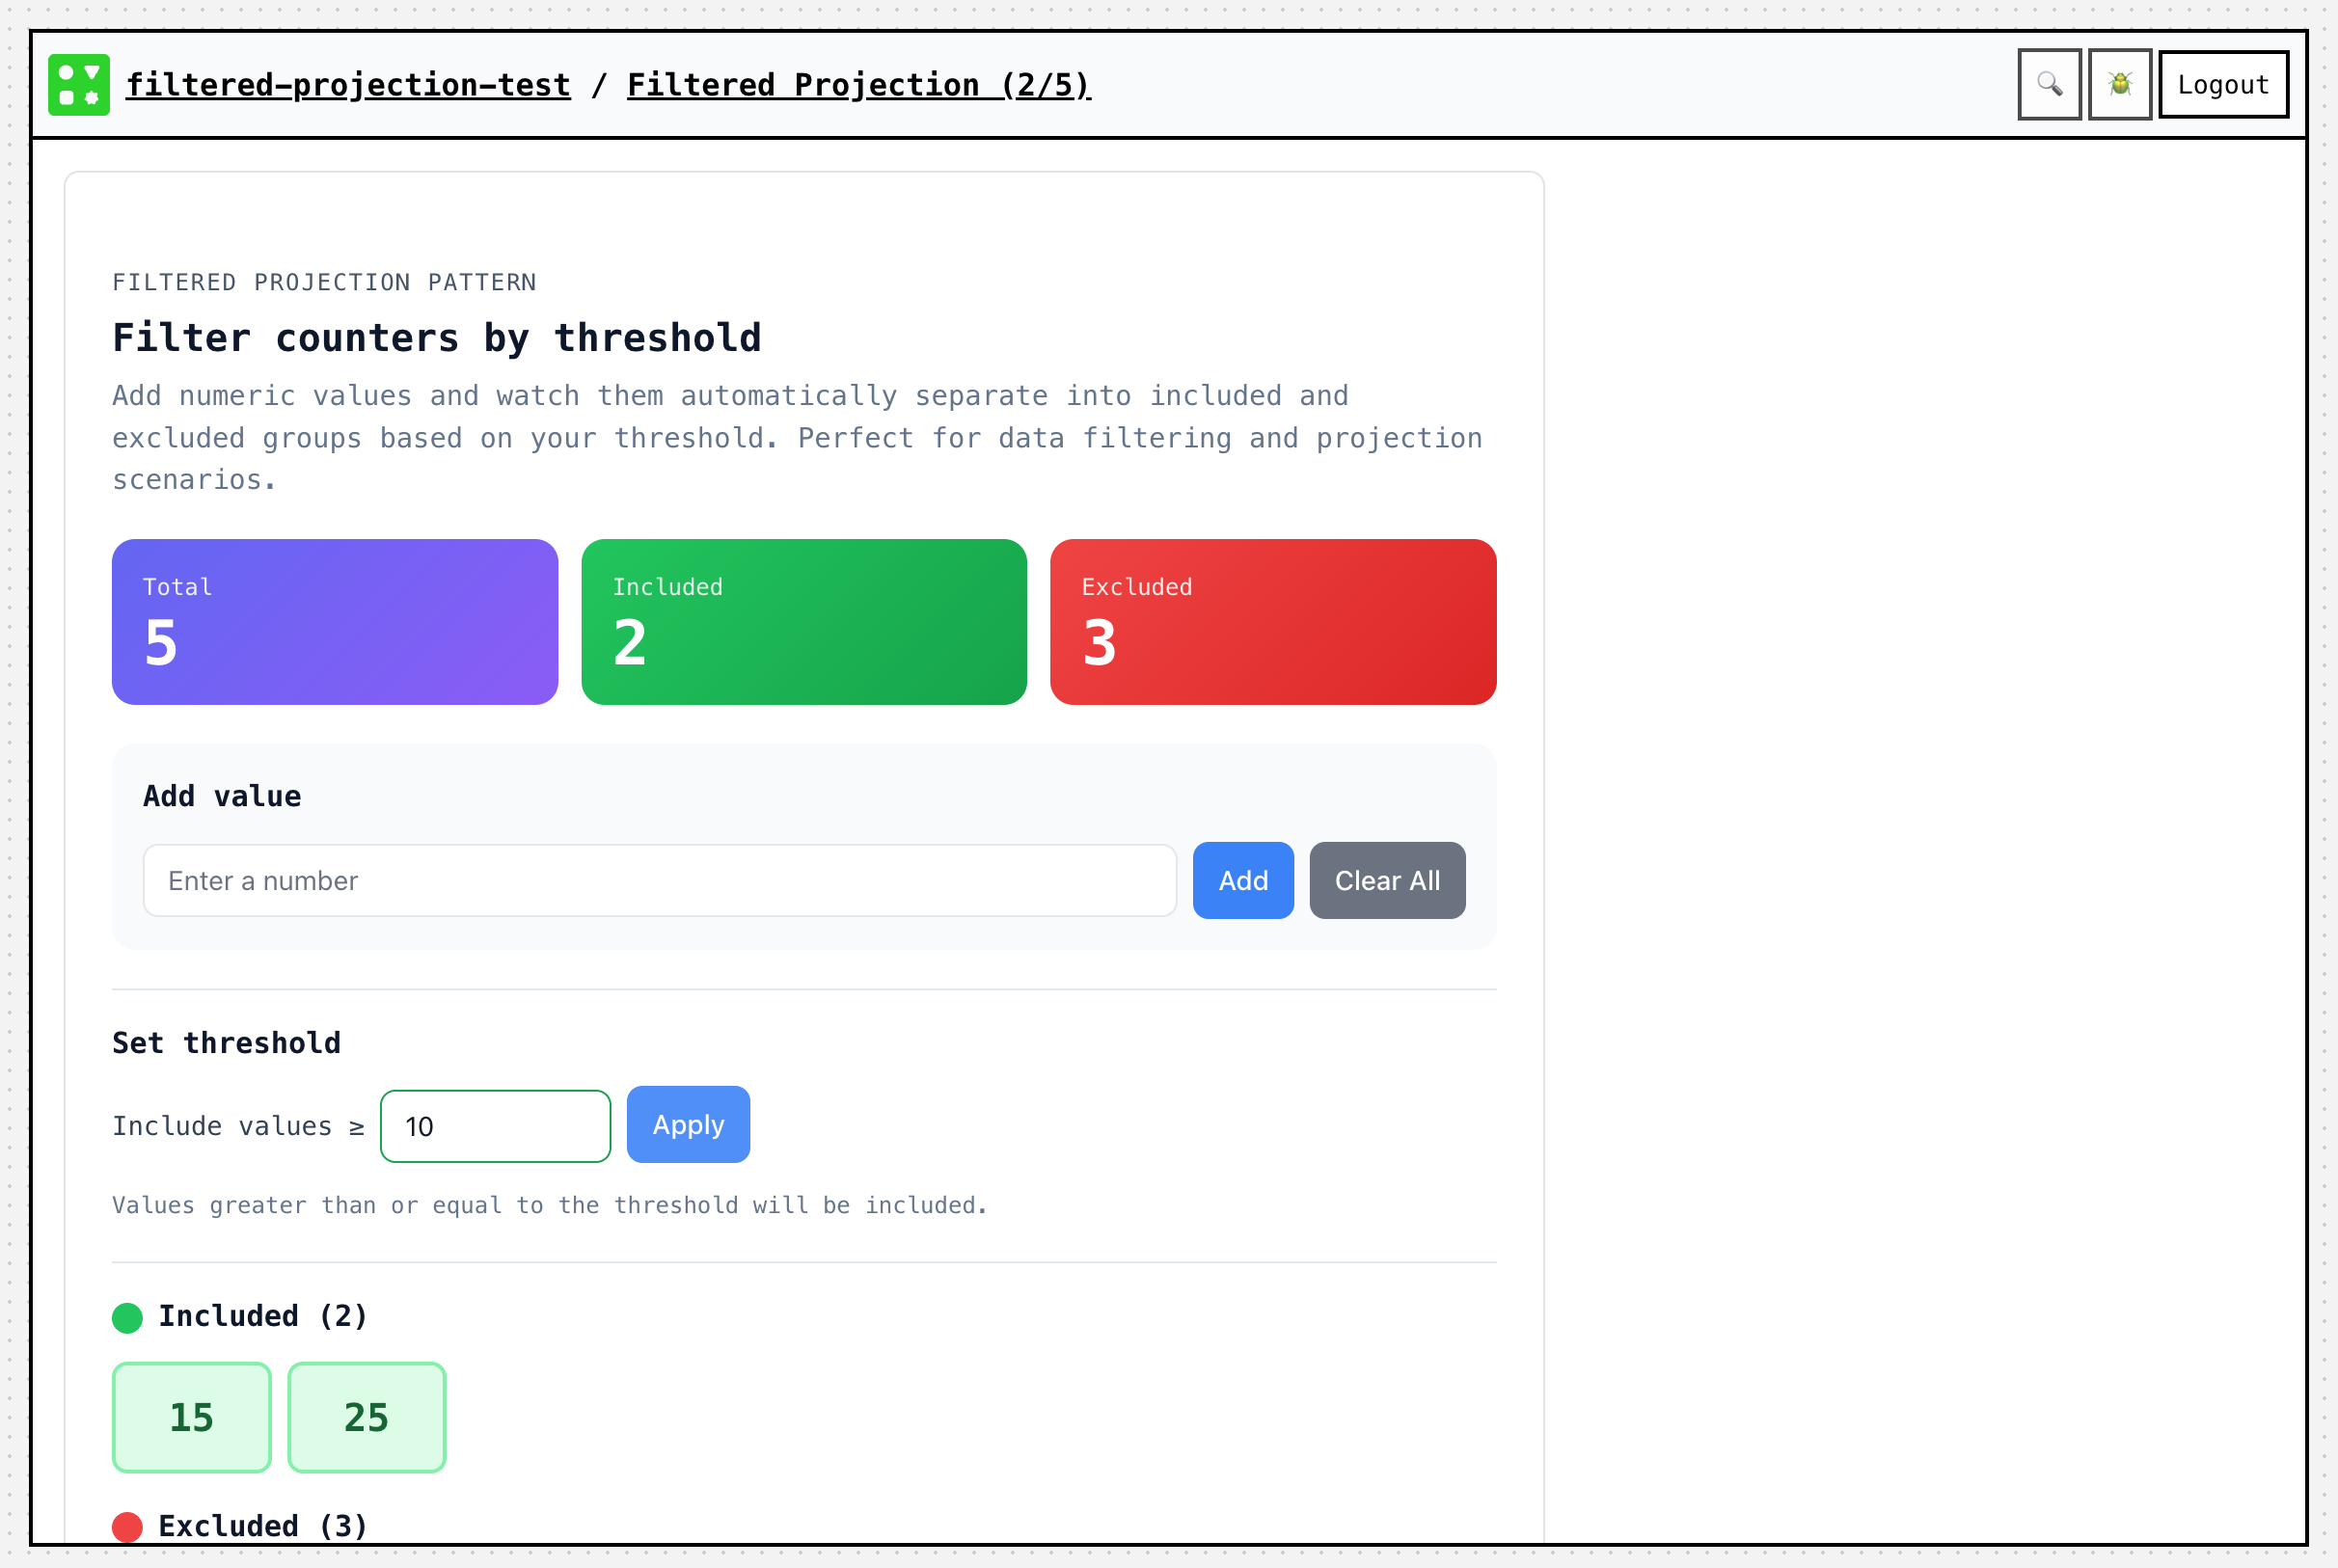 filtered-projection-test / Filtered Projection (2/5)
Logout
FILTERED PROJECTION PATTERN
Filter counters by threshold
Add numeric values and watch them automatically separate into included and
excluded groups based on your threshold. Perfect for data filtering and projection
scenarios.
Total
5
Included
2
Excluded
3
Add value
Enter a number
Add
Clear All
Set threshold
Include values ≥
10
Apply
Values greater than or equal to the threshold will be included.
Included (2)
15
25
Excluded (3)